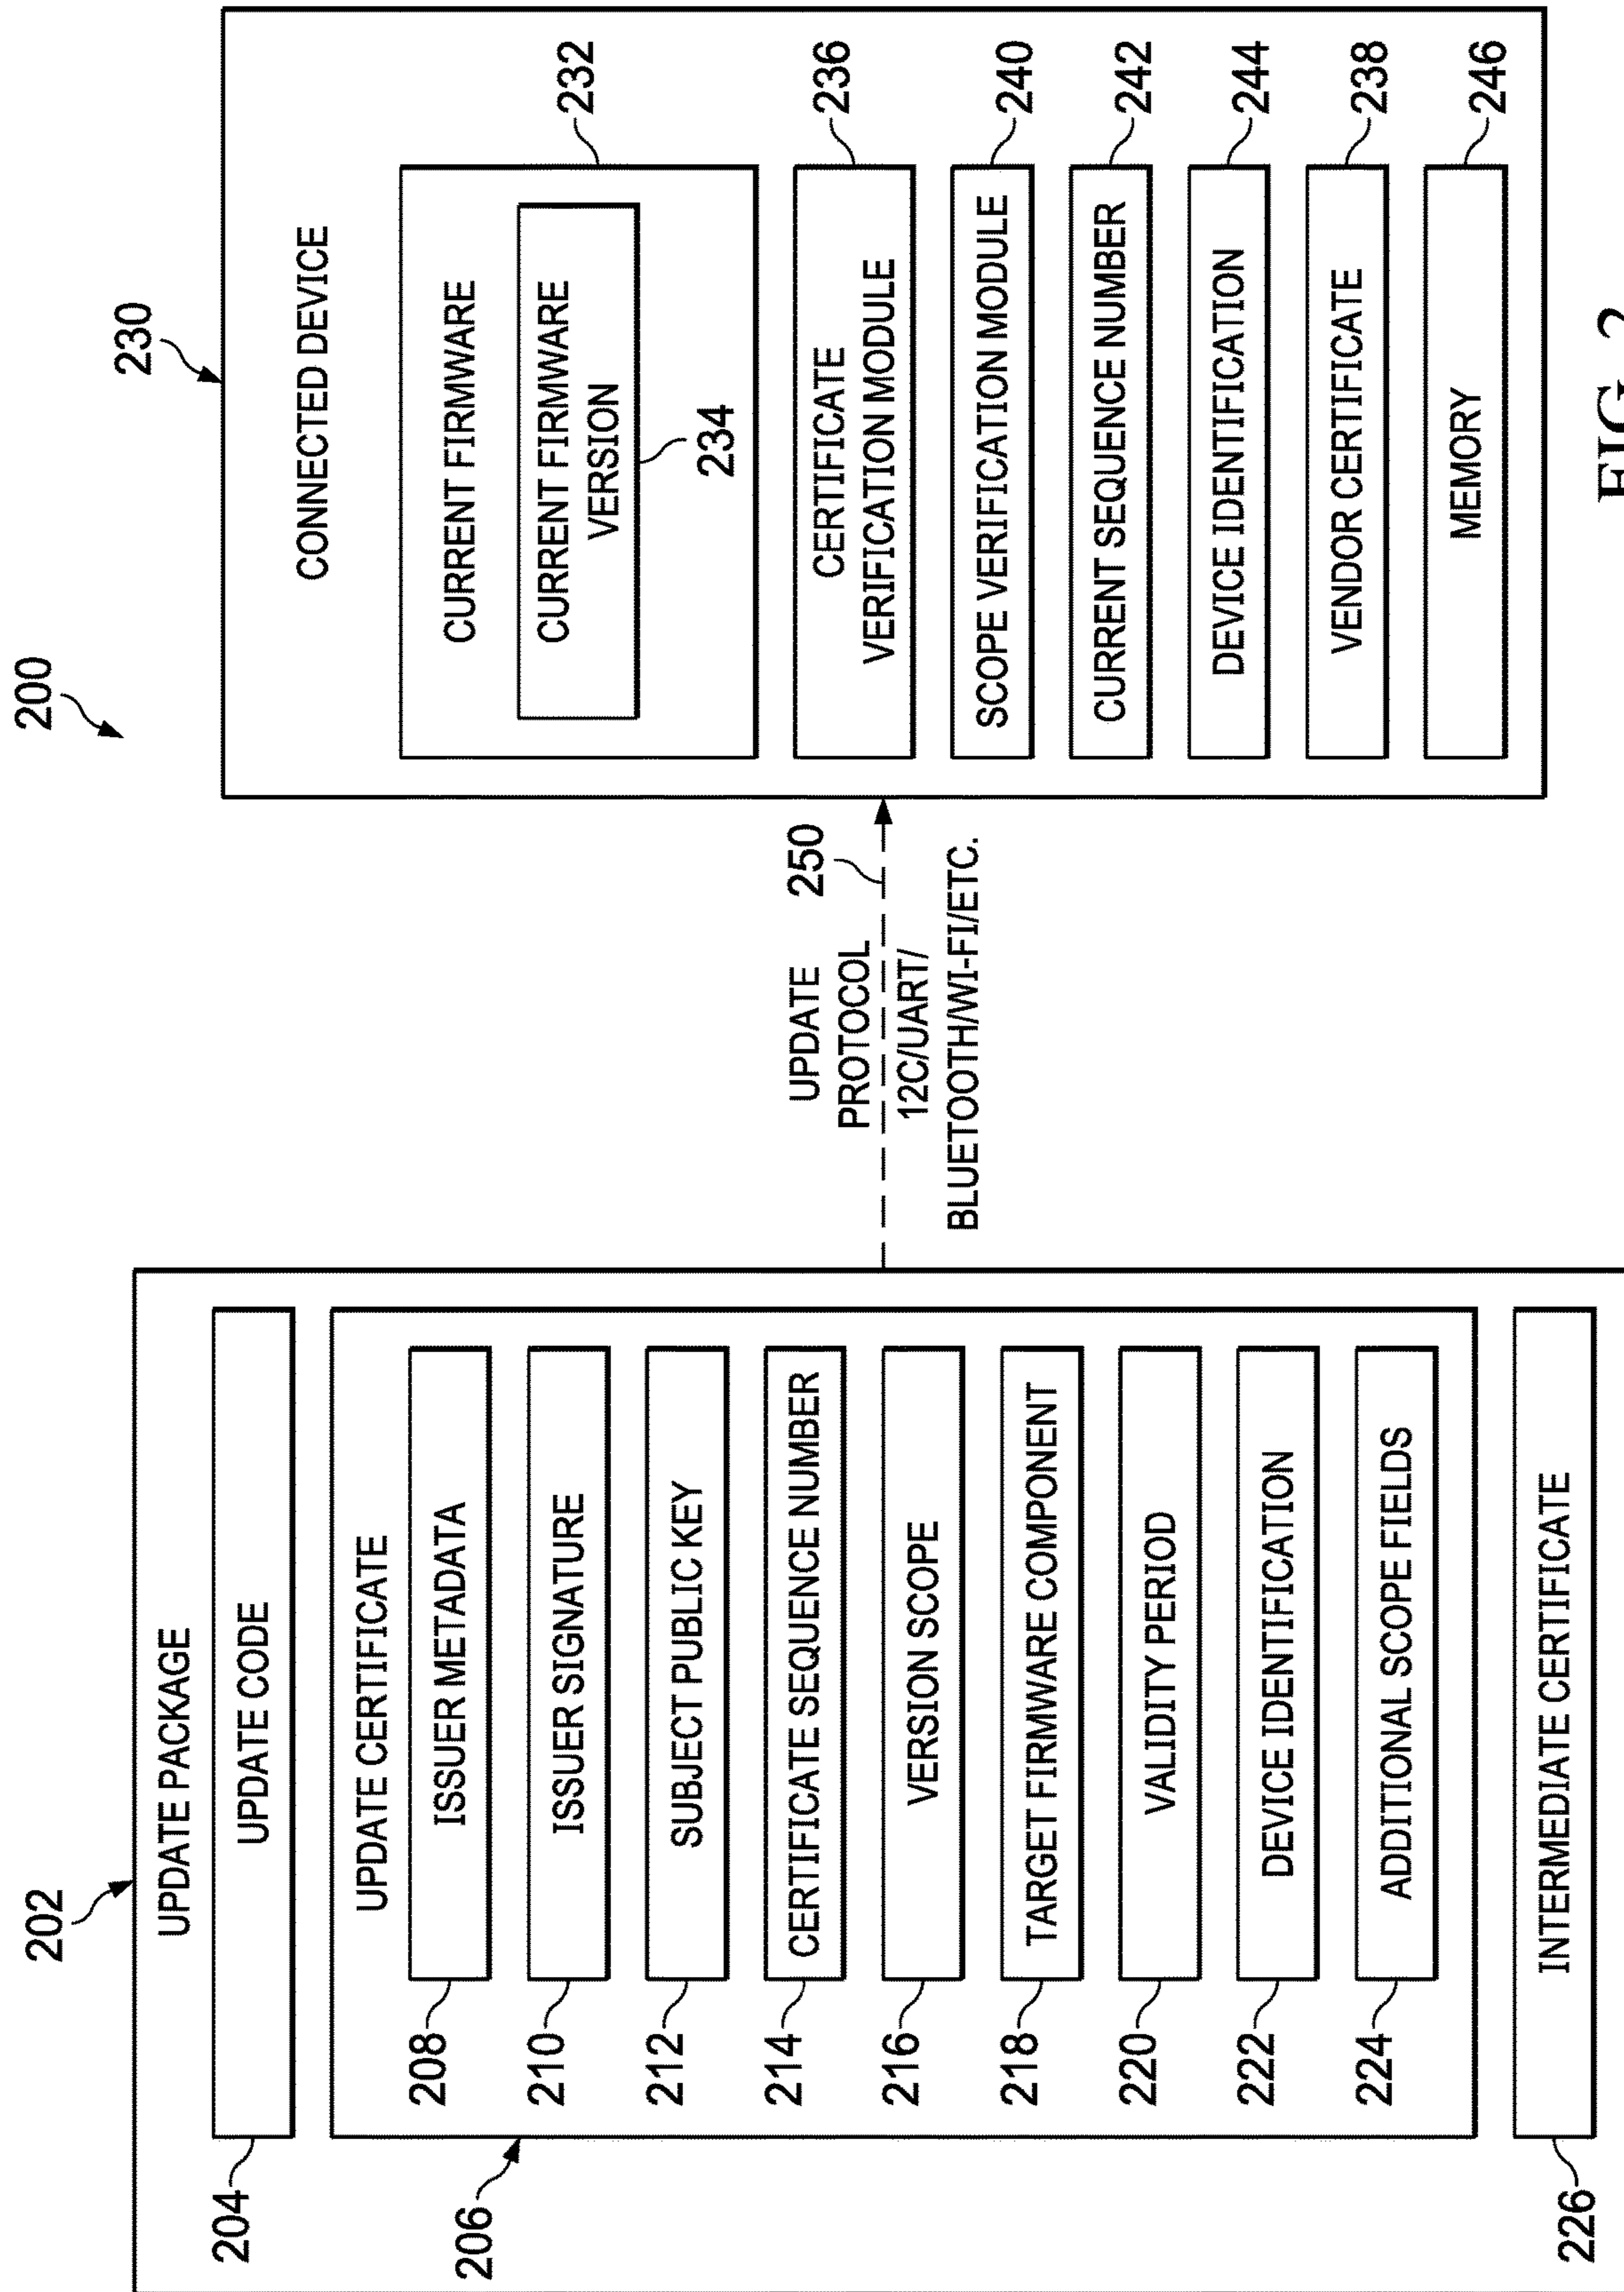 200
202
UPDATE PACKAGE
UPDATE CODE
204
UPDATE CERTIFICATE
206
ISSUER METADATA
208
ISSUER SIGNATURE
210
SUBJECT PUBLIC KEY
212
CERTIFICATE SEQUENCE NUMBER
214
VERSION SCOPE
216
TARGET FIRMWARE COMPONENT
218
VALIDITY PERIOD
220
DEVICE IDENTIFICATION
222
ADDITIONAL SCOPE FIELDS
224
INTERMEDIATE CERTIFICATE
226
UPDATE
PROTOCOL
250
12C/UART/
BLUETOOTH/WI-FI/ETC.
230
CONNECTED DEVICE
CURRENT FIRMWARE
232
CURRENT FIRMWARE
VERSION
234
CERTIFICATE
VERIFICATION MODULE
236
SCOPE VERIFICATION MODULE
240
CURRENT SEQUENCE NUMBER
242
DEVICE IDENTIFICATION
244
VENDOR CERTIFICATE
238
MEMORY
246
FIG. 2